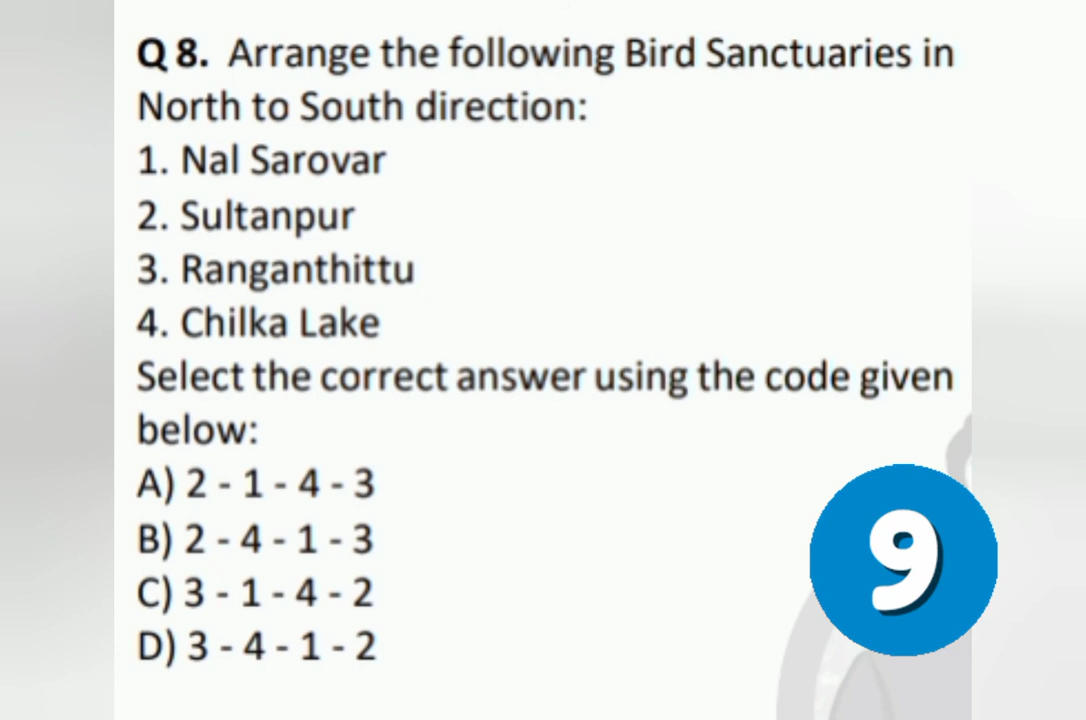 Q 8. Arrange the following Bird Sanctuaries in
North to South direction:
1. Nal Sarovar
2. Sultanpur
3. Ranganthittu
4. Chilka Lake
Select the correct answer using the code given
below:
A) 2 - 1 - 4 - 3
B) 2 - 4 - 1 - 3
C) 3 - 1 - 4 - 2
D) 3 - 4 - 1 - 2
9